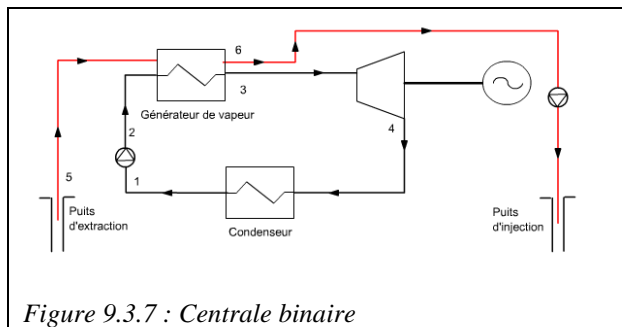 6
3
Générateur de vapeur
4
2
5
1
Puits
d'extraction
Condenseur
Puits
d'injection
Figure 9.3.7 : Centrale binaire